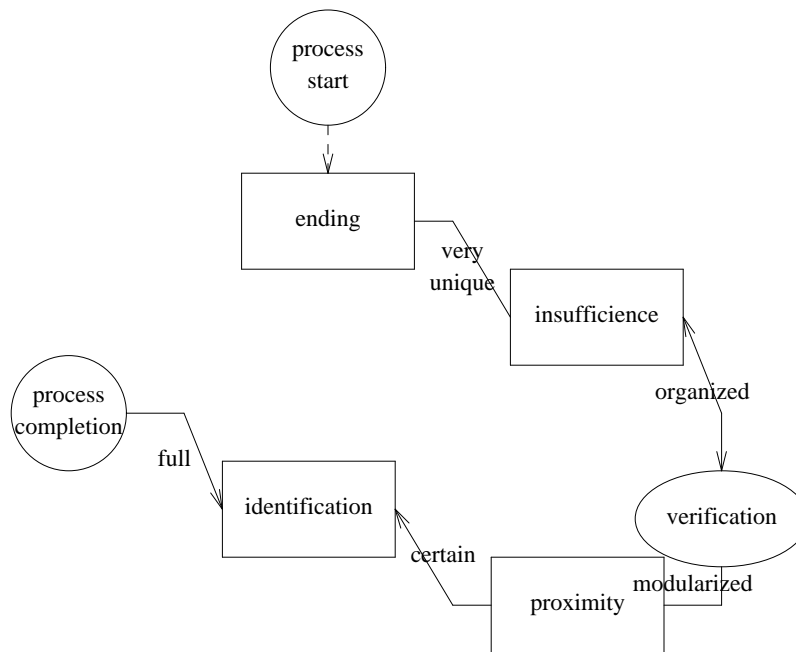 process
start
ending
very
unique
insufficience
organized
process
completion
full
identification
verification
certain
modularized
proximity